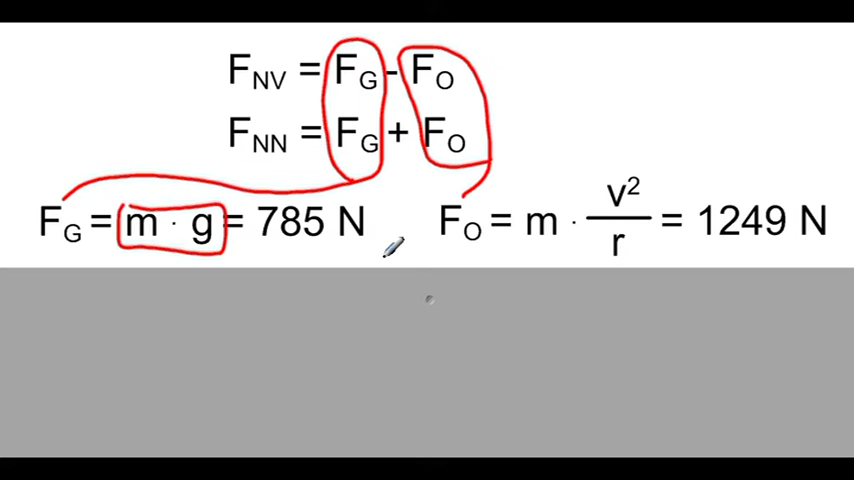 F_NV = F_G - F_O
F_NN = F_G + F_O
F_G = m · g = 785 N
F_O = m · v²/r = 1249 N